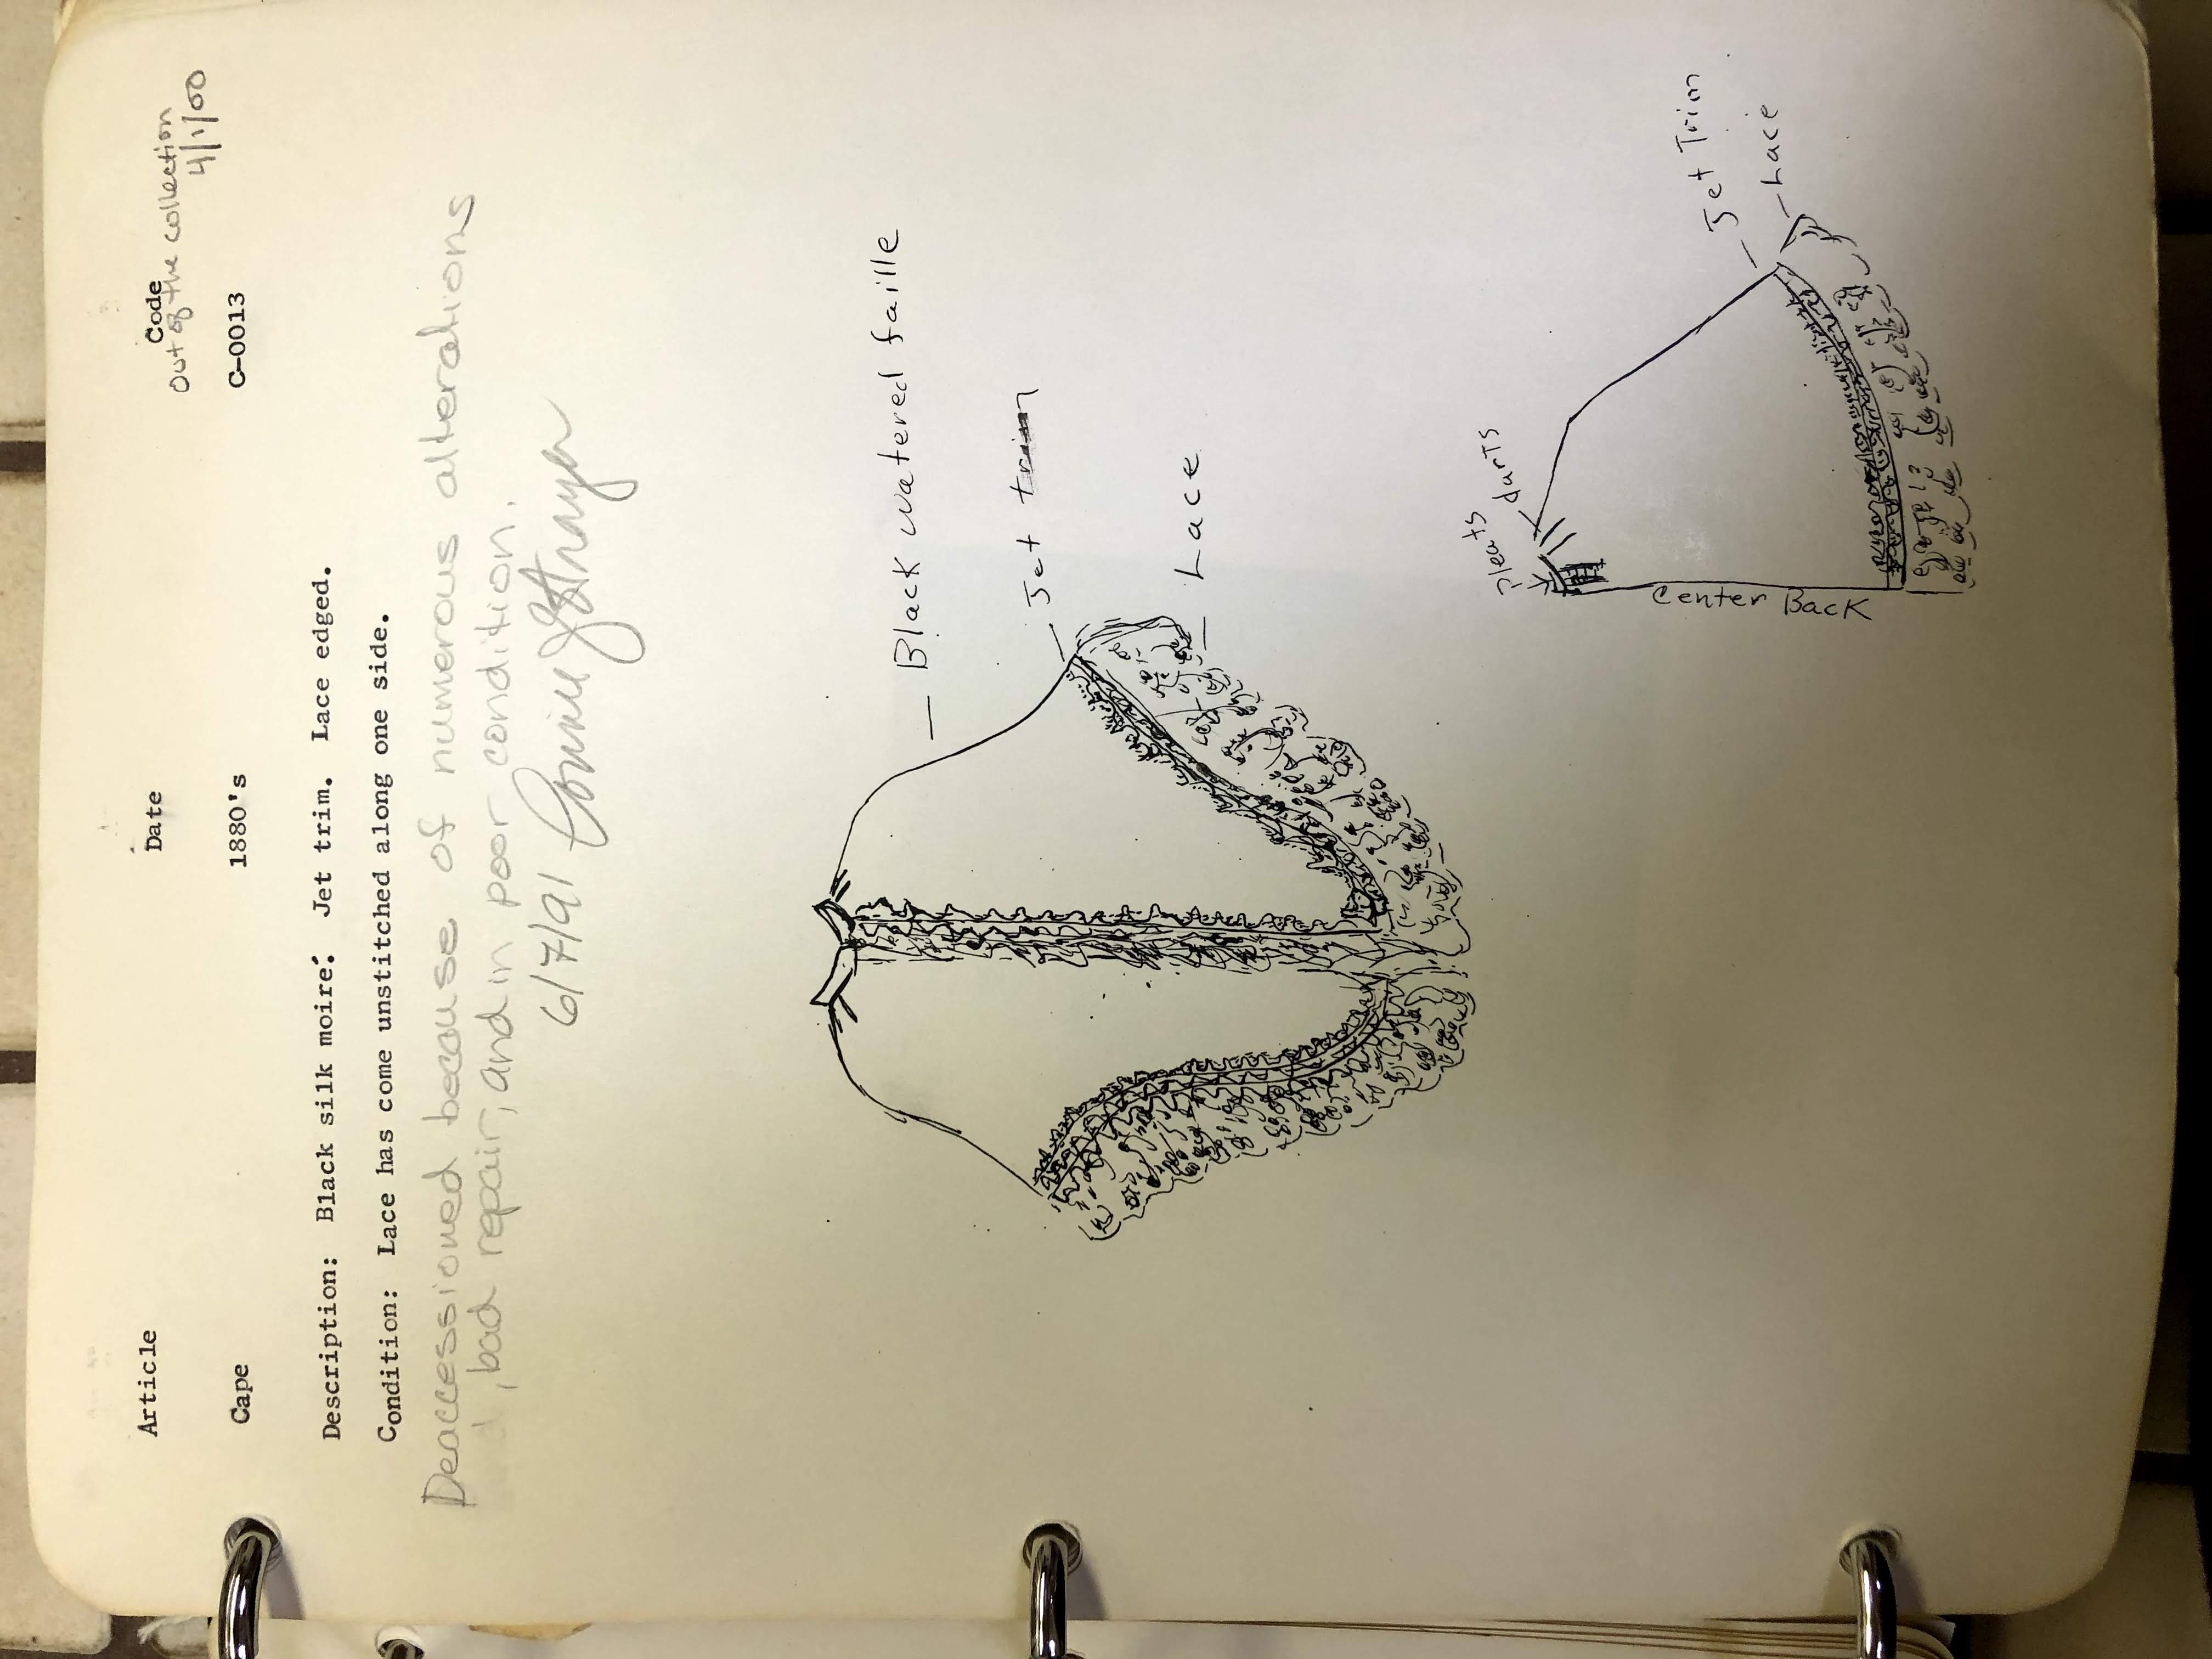 Article Date Code
Out of the collection
4/1/00
Cape 1880's C-0013
Description: Black silk moire. Jet trim. Lace edged.
Condition: Lace has come unstitched along one side.
Deaccessioned because of numerous alterations
, bad repair, and in poor condition.
6/7/91 Connie J Strayer
Black watered faille
Jet trim
Lace
Pleats
darts
Center Back
Jet Trim
Lace